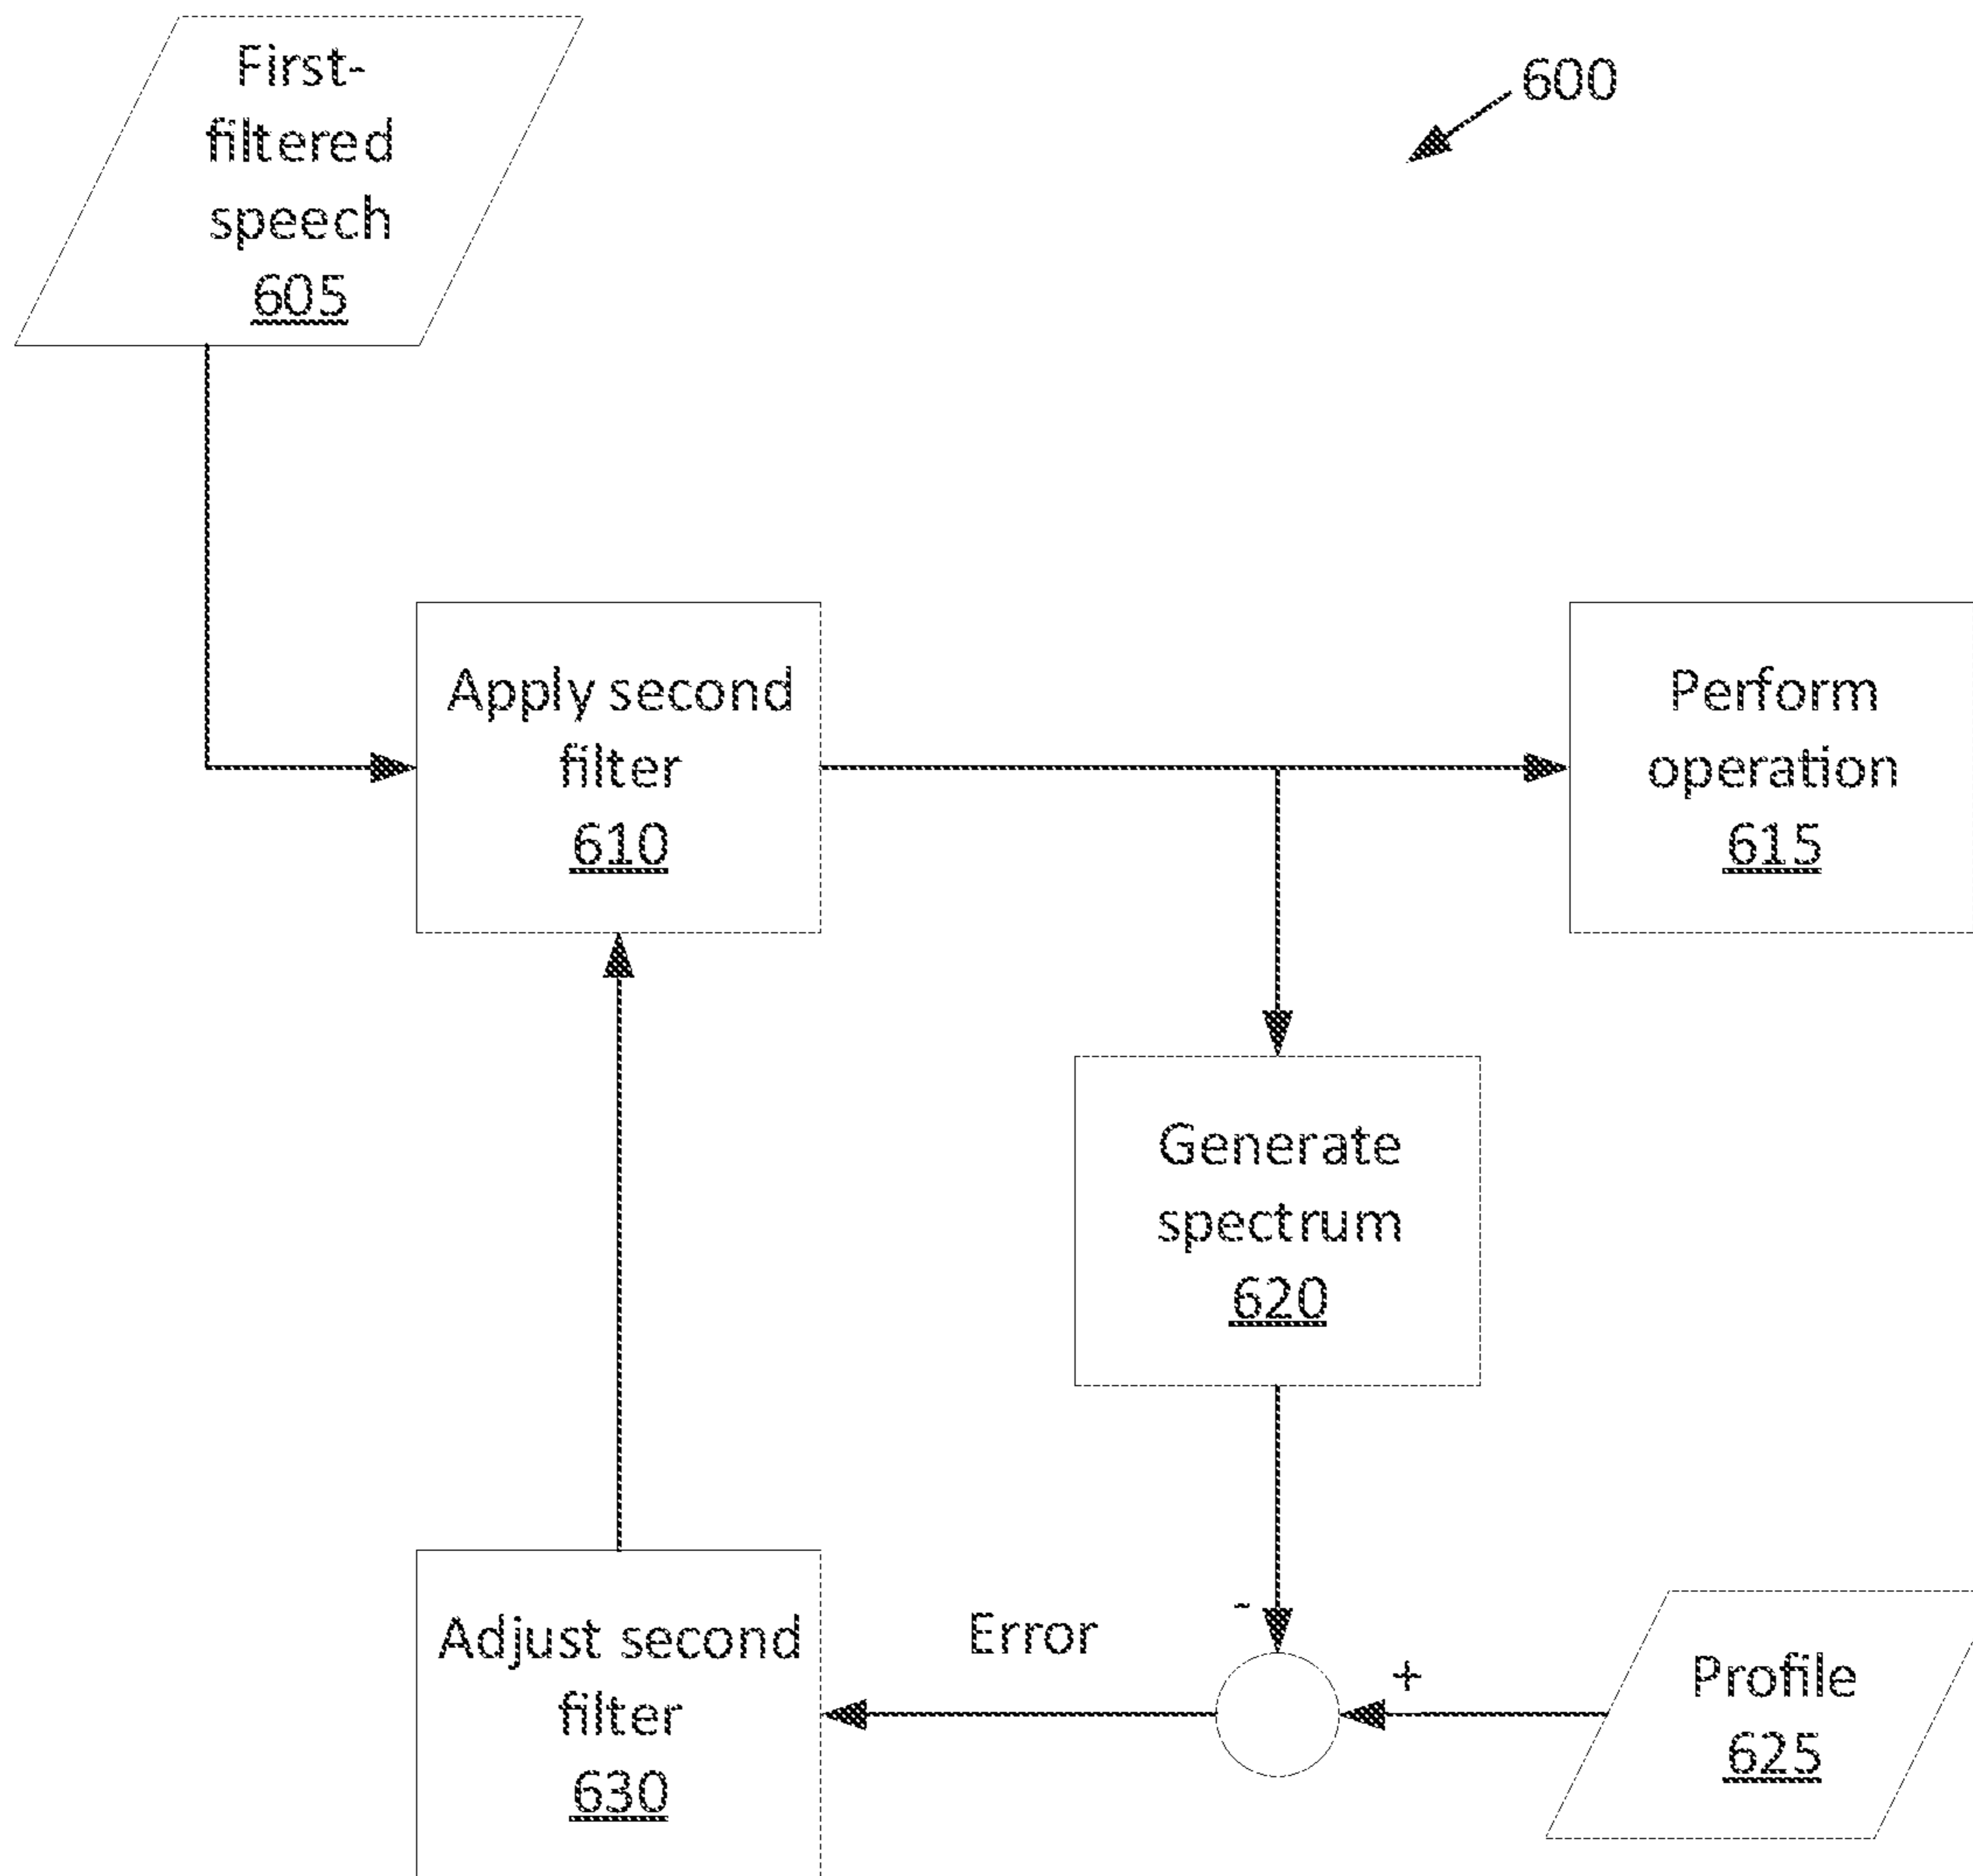 First-
filtered
speech
605
600
Apply second
filter
610
Perform
operation
615
Generate
spectrum
620
-
Error
+
Adjust second
filter
630
Profile
625